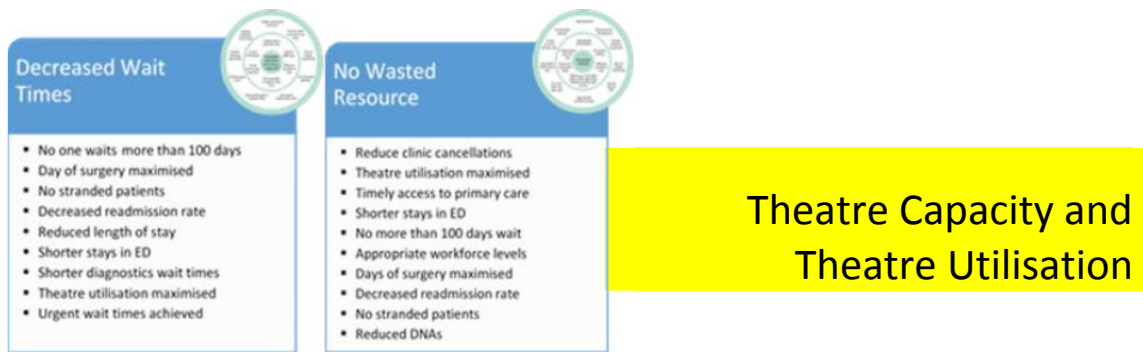 Decreased Wait
Times
▪ No one waits more than 100 days
▪ Day of surgery maximised
▪ No stranded patients
▪ Decreased readmission rate
▪ Reduced length of stay
▪ Shorter stays in ED
▪ Shorter diagnostics wait times
▪ Theatre utilisation maximised
▪ Urgent wait times achieved
No Wasted
Resource
▪ Reduce clinic cancellations
▪ Theatre utilisation maximised
▪ Timely access to primary care
▪ Shorter stays in ED
▪ No more than 100 days wait
▪ Appropriate workforce levels
▪ Days of surgery maximised
▪ Decreased readmission rate
▪ No stranded patients
▪ Reduced DNAs
Theatre Capacity and
Theatre Utilisation